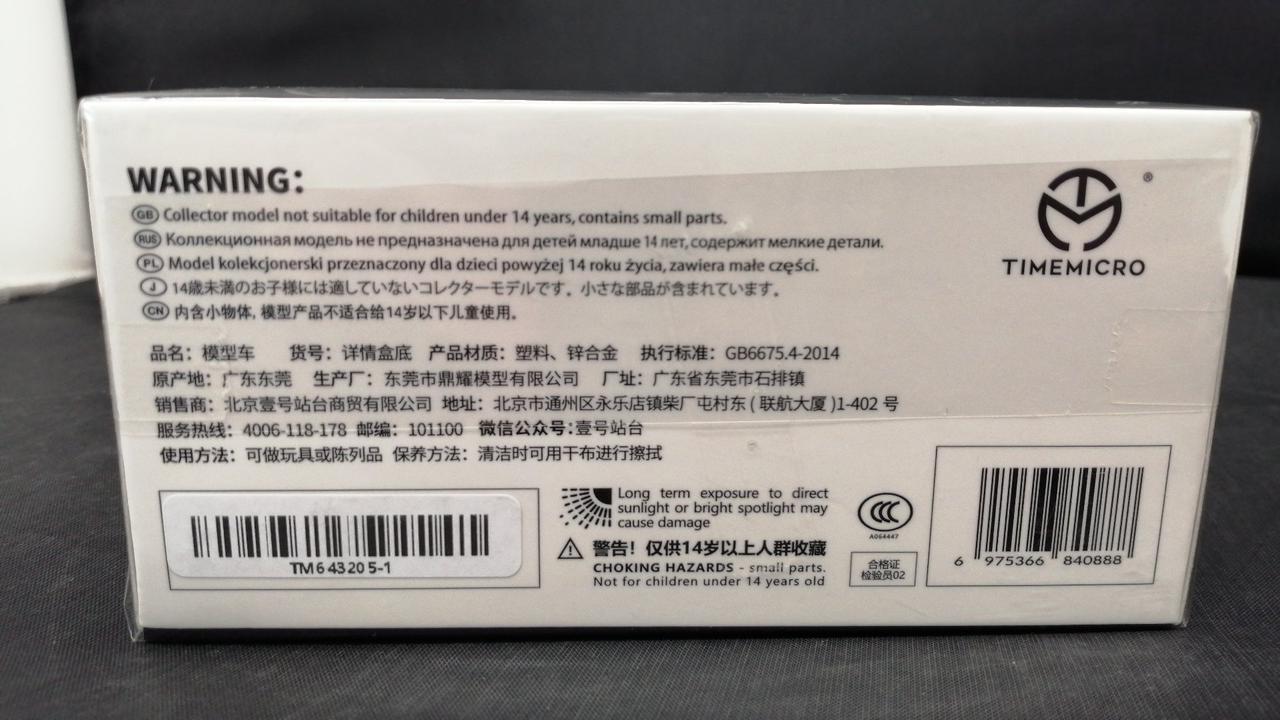 WARNING:
GB Collector model not suitable for children under 14 years, contains small parts.
RUS Коллекционная модель не предназначена для детей младше 14 лет, содержит мелкие детали.
PL Model kolekcjonerski przeznaczony dla dzieci powyżej 14 roku życia, zawiera małe części.
J 14歳未満のお子様には適していないコレクターモデルです。小さな部品が含まれています。
CN 内含小物体, 模型产品不适合给14岁以下儿童使用。
®
TIMEMICRO
品名：模型车 货号：详情盒底 产品材质：塑料、锌合金 执行标准：GB6675.4-2014
原产地：广东东莞 生产厂：东莞市鼎耀模型有限公司 厂址：广东省东莞市石排镇
销售商：北京壹号站台商贸有限公司 地址：北京市通州区永乐店镇柴厂屯村东 ( 联航大厦 )1-402 号
服务热线：4006-118-178 邮编：101100 微信公众号：壹号站台
使用方法：可做玩具或陈列品 保养方法：清洁时可用干布进行擦拭
TM643205-1
Long term exposure to direct
sunlight or bright spotlight may
cause damage
警告！仅供14岁以上人群收藏
CHOKING HAZARDS - small parts.
Not for children under 14 years old
CCC
A064447
合格证
检验员02
6 975366 840888